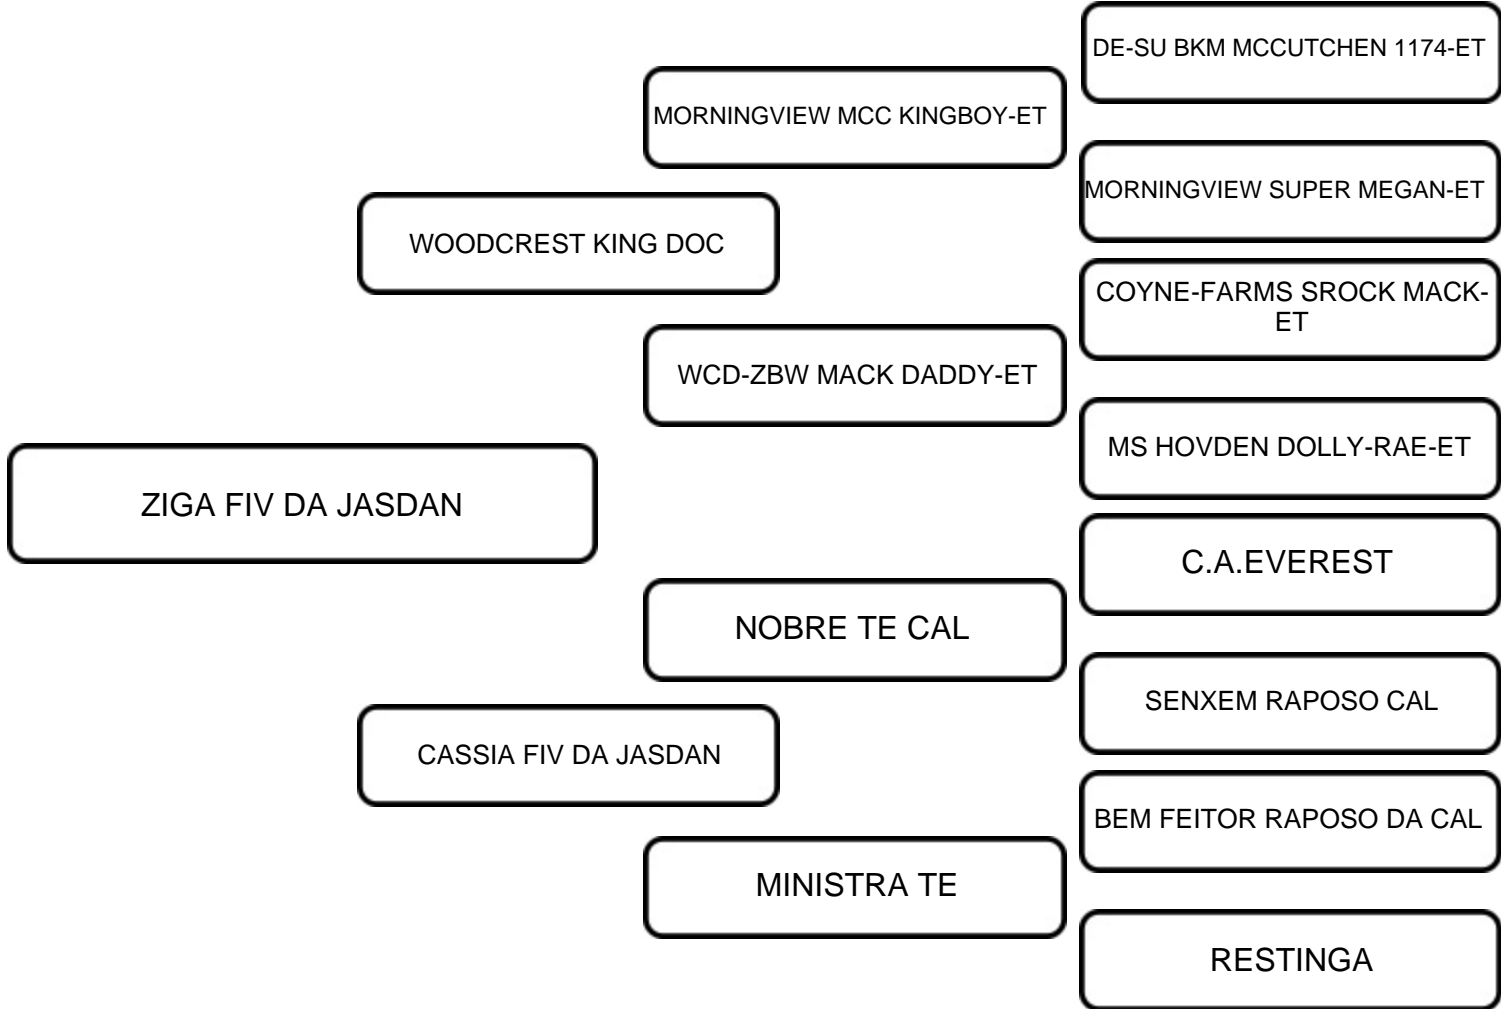 DE-SU BKM MCCUTCHEN 1174-ET
MORNINGVIEW MCC KINGBOY-ET
MORNINGVIEW SUPER MEGAN-ET
WOODCREST KING DOC
COYNE-FARMS SROCK MACK-
ET
WCD-ZBW MACK DADDY-ET
MS HOVDEN DOLLY-RAE-ET
ZIGA FIV DA JASDAN
C.A.EVEREST
NOBRE TE CAL
SENXEM RAPOSO CAL
CASSIA FIV DA JASDAN
BEM FEITOR RAPOSO DA CAL
MINISTRA TE
RESTINGA